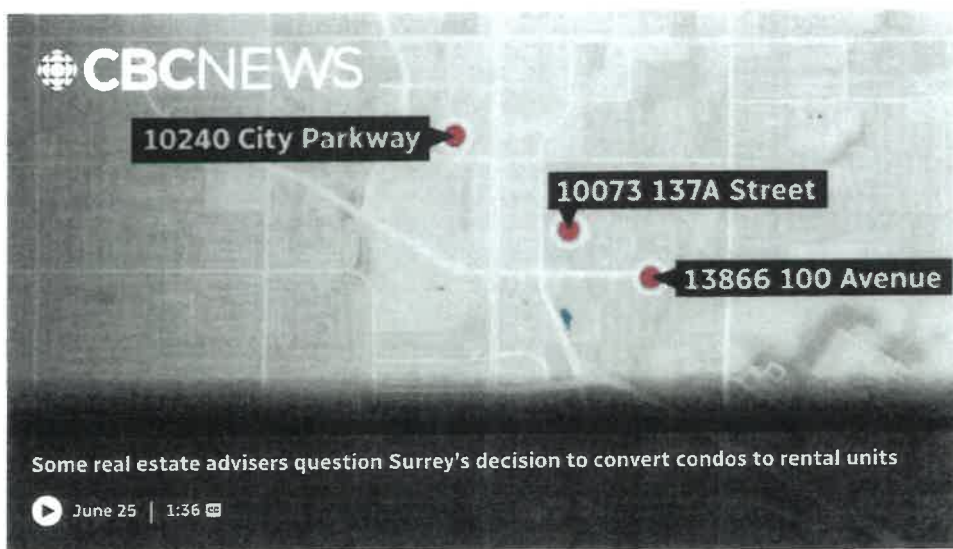 CBCNEWS
10240 City Parkway
10073 137A Street
13866 100 Avenue
Some real estate advisers question Surrey's decision to convert condos to rental units
June 25 | 1:36 CC